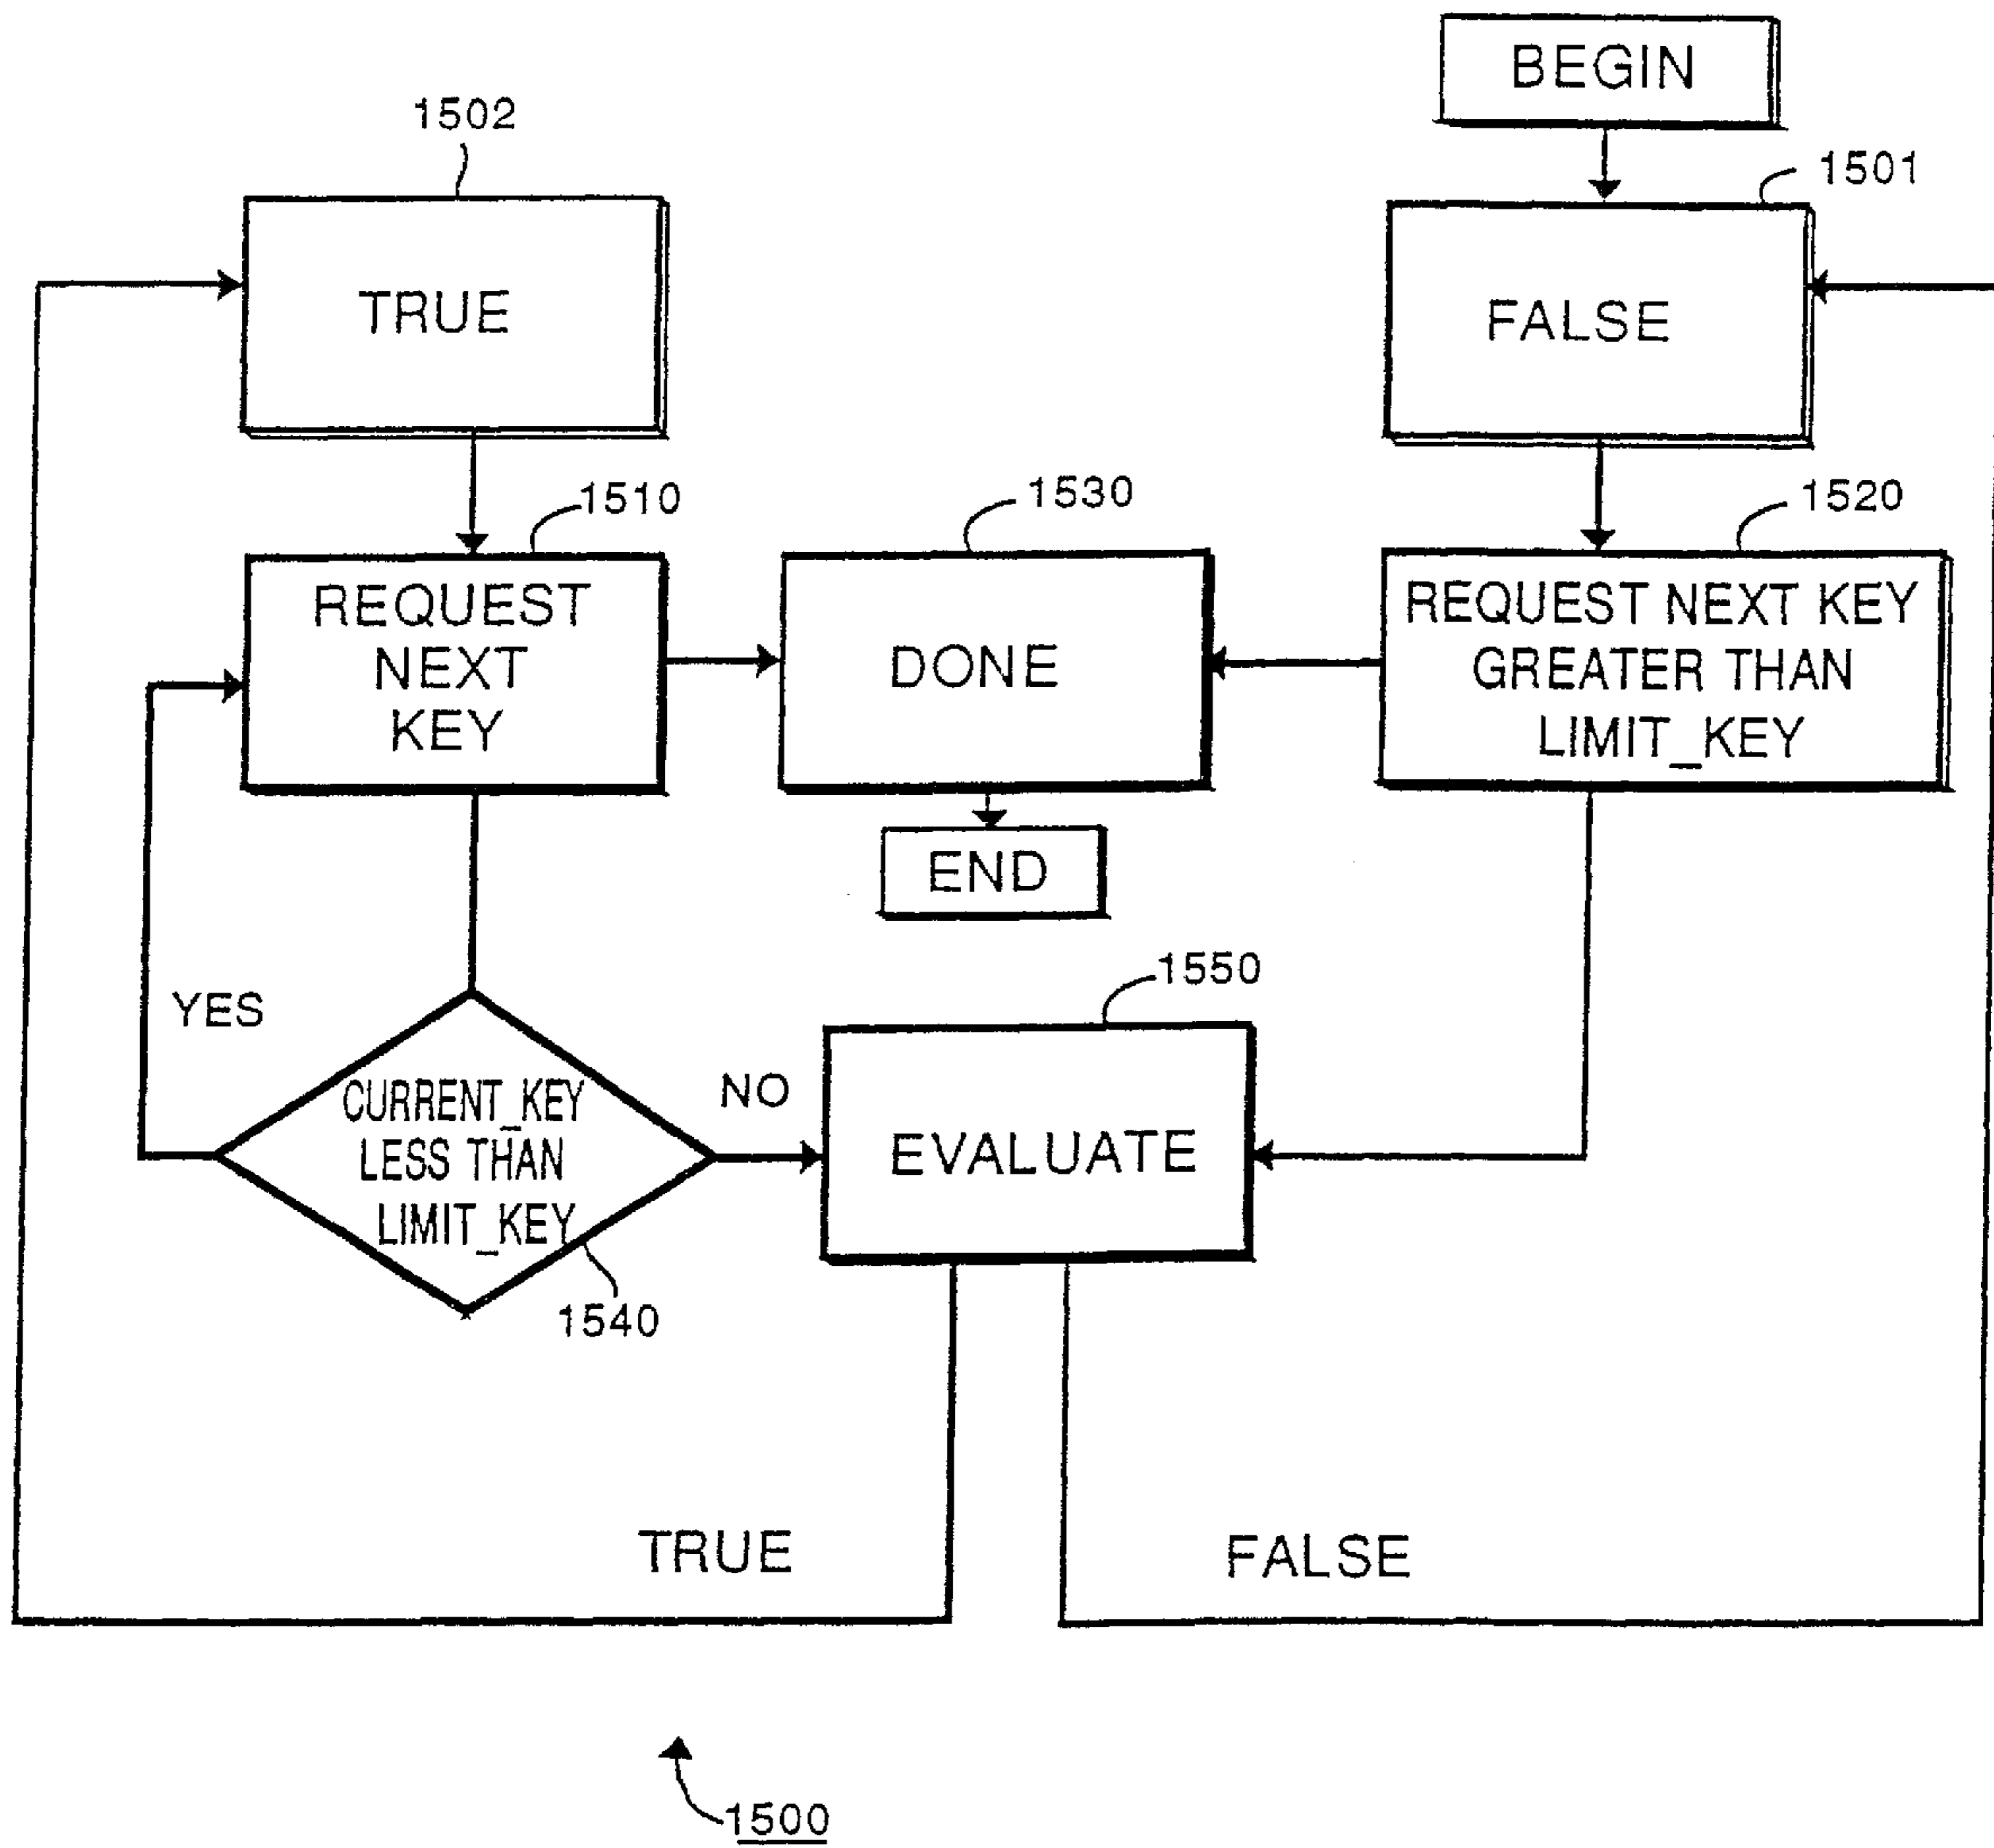 BEGIN
1502
1501
TRUE
FALSE
1510
1530
1520
REQUEST
NEXT
KEY
DONE
REQUEST NEXT KEY
GREATER THAN
LIMIT_KEY
END
1550
YES
CURRENT_KEY
LESS THAN
LIMIT_KEY
NO
EVALUATE
1540
TRUE
FALSE
1500